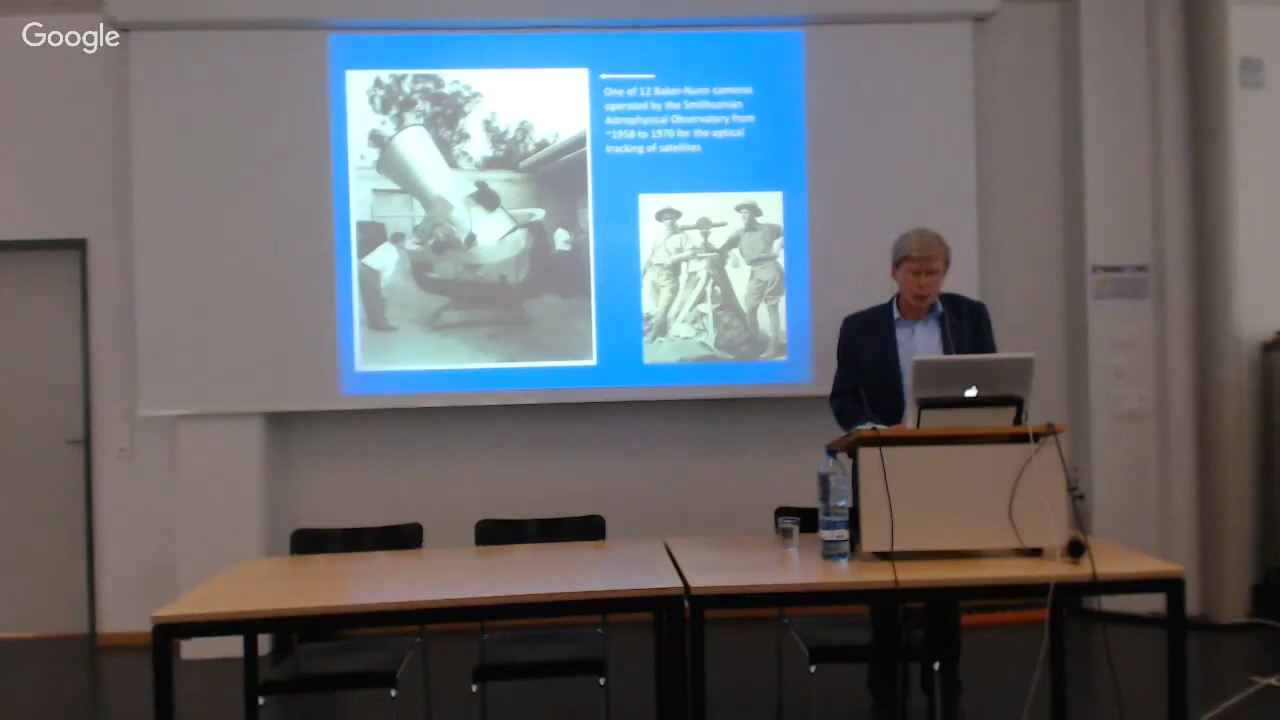 Google
One of 12 Baker-Nunn cameras
operated by the Smithsonian
Astrophysical Observatory from
~1958 to 1970 for the optical
tracking of satellites